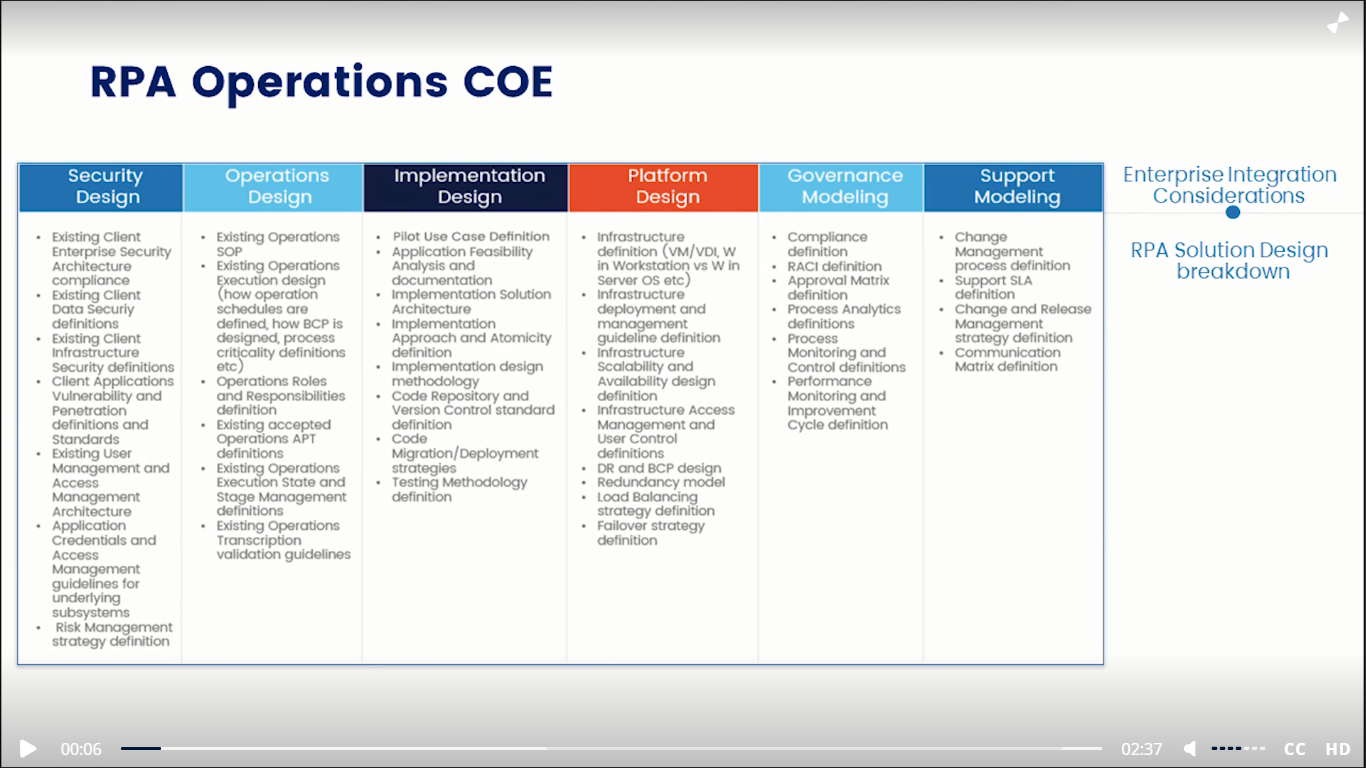 RPA Operations COE
Security
Design
• Existing Client
Enterprise Security
Architecture
compliance
• Existing Client
Data Securiy
definitions
• Existing Client
Infrastructure
Security definitions
• Client Applications
Vulnerability and
Penetration
definitions and
Standards
• Existing User
Management and
Access
Management
Architecture
• Application
Credentials and
Access
Management
guidelines for
underlying
subsystems
• Risk Management
strategy definition
Operations
Design
• Existing Operations
SOP
• Existing Operations
Execution design
(how operation
schedules are
defined, how BCP is
designed, process
criticality definitions
etc)
• Operations Roles
and Responsibilities
definition
• Existing accepted
Operations APT
definitions
• Existing Operations
Execution State and
Stage Management
definitions
• Existing Operations
Transcription
validation guidelines
Implementation
Design
• Pilot Use Case Definition
• Application Feasibility
Analysis and
documentation
• Implementation Solution
Architecture
• Implementation
Approach and Atomicity
definition
• Implementation design
methodology
• Code Repository and
Version Control standard
definition
• Code
Migration/Deployment
strategies
• Testing Methodology
definition
Platform
Design
• Infrastructure
definition (VM/VDI, W
in Workstation vs W in
Server OS etc)
• Infrastructure
deployment and
management
guideline definition
• Infrastructure
Scalability and
Availability design
definition
• Infrastructure Access
Management and
User Control
definitions
• DR and BCP design
• Redundancy model
• Load Balancing
strategy definition
• Failover strategy
definition
Governance
Modeling
• Compliance
definition
• RACI definition
• Approval Matrix
definition
• Process Analytics
definitions
• Process
Monitoring and
Control definitions
• Performance
Monitoring and
Improvement
Cycle definition
Support
Modeling
• Change
Management
process definition
• Support SLA
definition
• Change and Release
Management
strategy definition
• Communication
Matrix definition
Enterprise Integration
Considerations
RPA Solution Design
breakdown
00:06
02:37
CC
HD